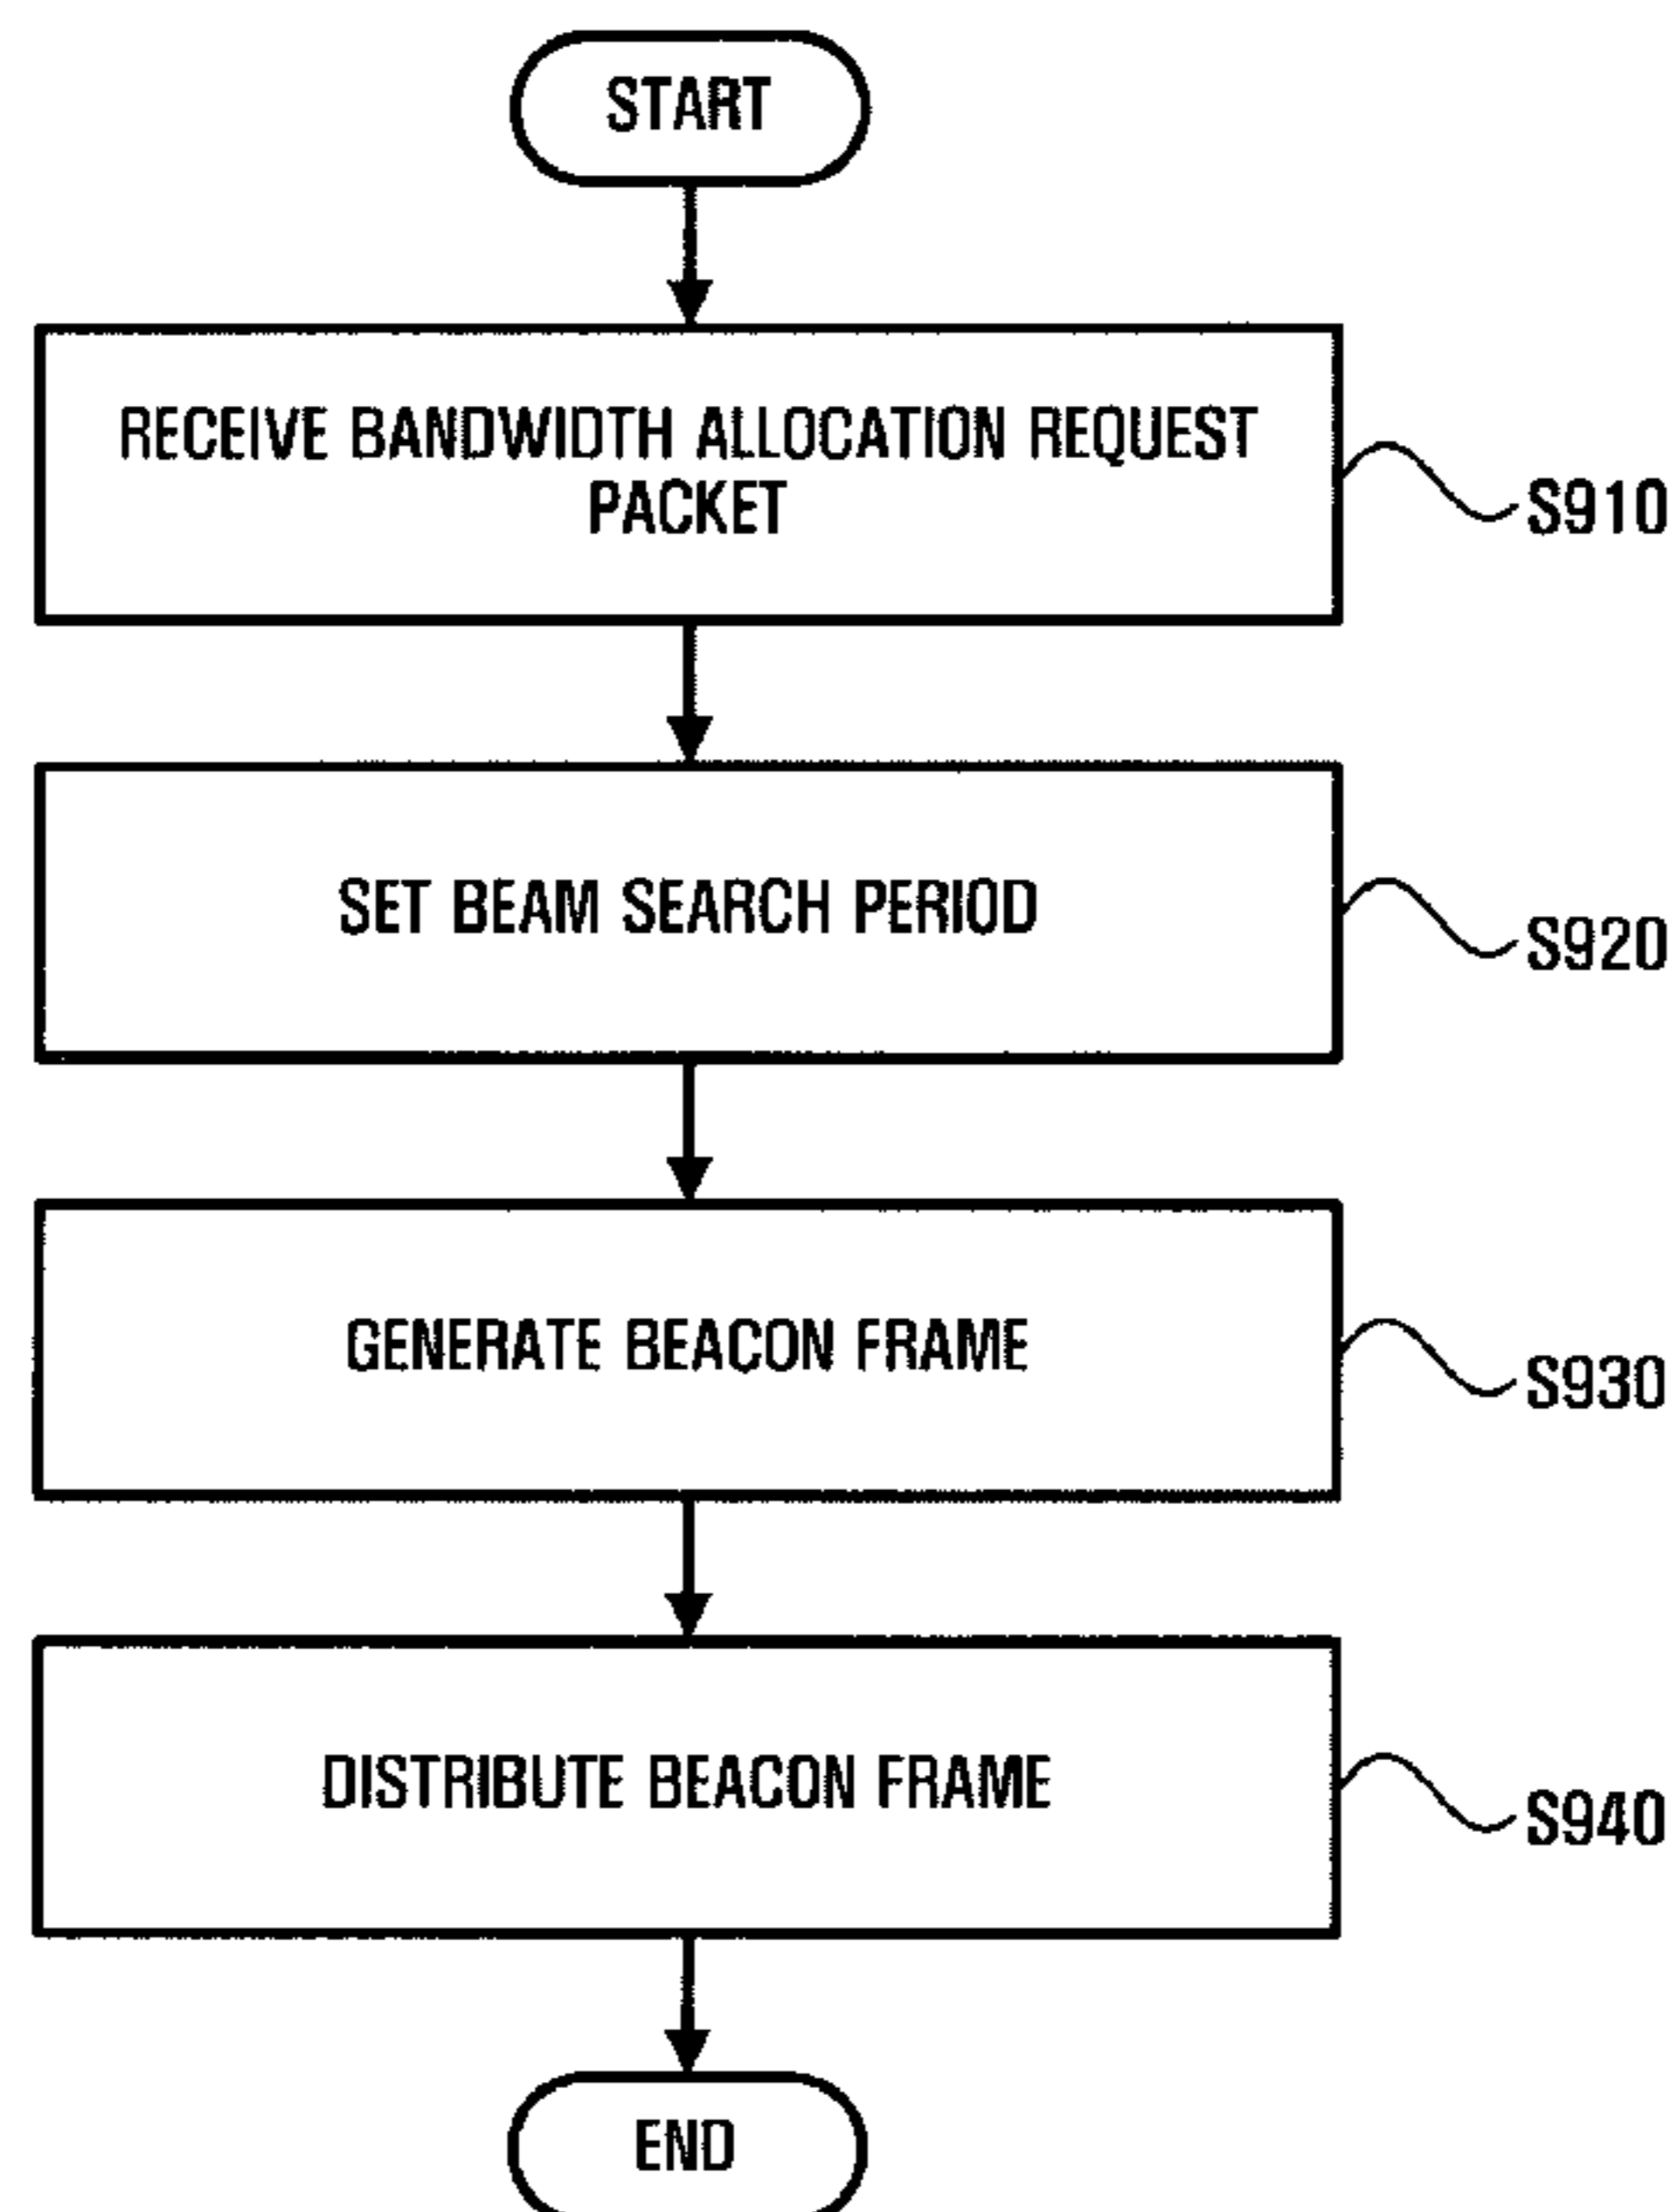 START
RECEIVE BANDWIDTH ALLOCATION REQUEST
PACKET
S910
SET BEAM SEARCH PERIOD
S920
GENERATE BEACON FRAME
S930
DISTRIBUTE BEACON FRAME
S940
END